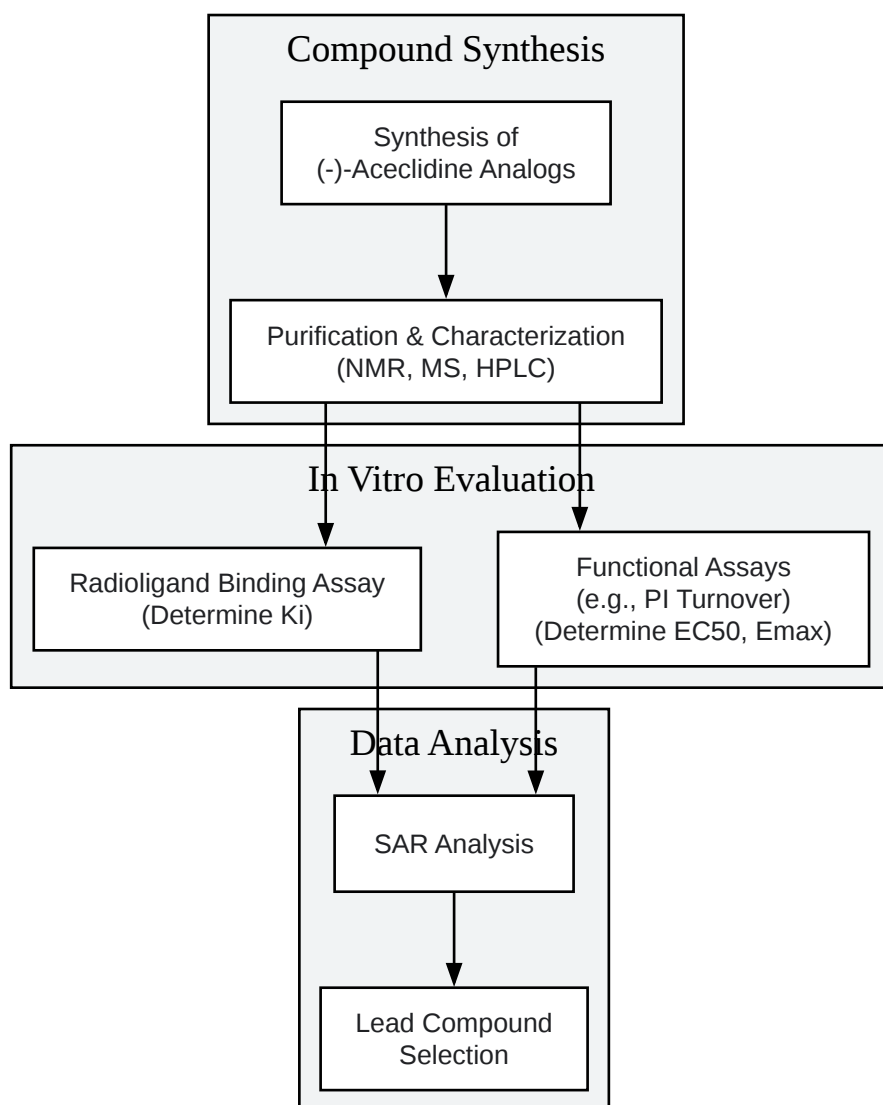 Compound Synthesis
Synthesis of
(-)-Aceclidine Analogs
Purification & Characterization
(NMR, MS, HPLC)
In Vitro Evaluation
Radioligand Binding Assay
(Determine Ki)
Functional Assays
(e.g., PI Turnover)
(Determine EC50, Emax)
Data Analysis
SAR Analysis
Lead Compound
Selection